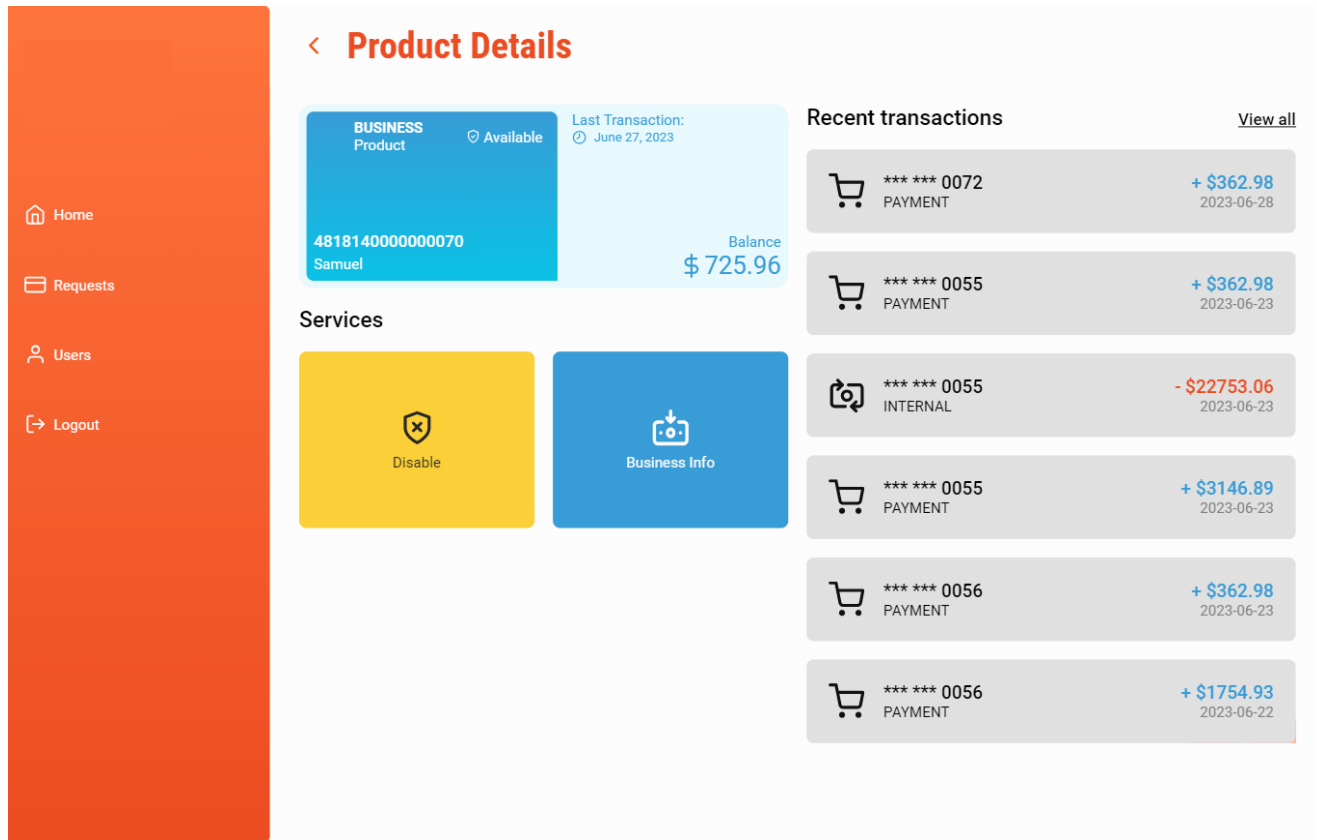 Product Details
Home
Requests
Users
Logout
BUSINESS
Product
Available
4818140000000070
Samuel
Last Transaction:
June 27, 2023
Balance
$ 725.96
Services
Disable
Business Info
Recent transactions
View all
*** *** 0072
PAYMENT
+ $362.98
2023-06-28
*** *** 0055
PAYMENT
+ $362.98
2023-06-23
*** *** 0055
INTERNAL
- $22753.06
2023-06-23
*** *** 0055
PAYMENT
+ $3146.89
2023-06-23
*** *** 0056
PAYMENT
+ $362.98
2023-06-23
*** *** 0056
PAYMENT
+ $1754.93
2023-06-22